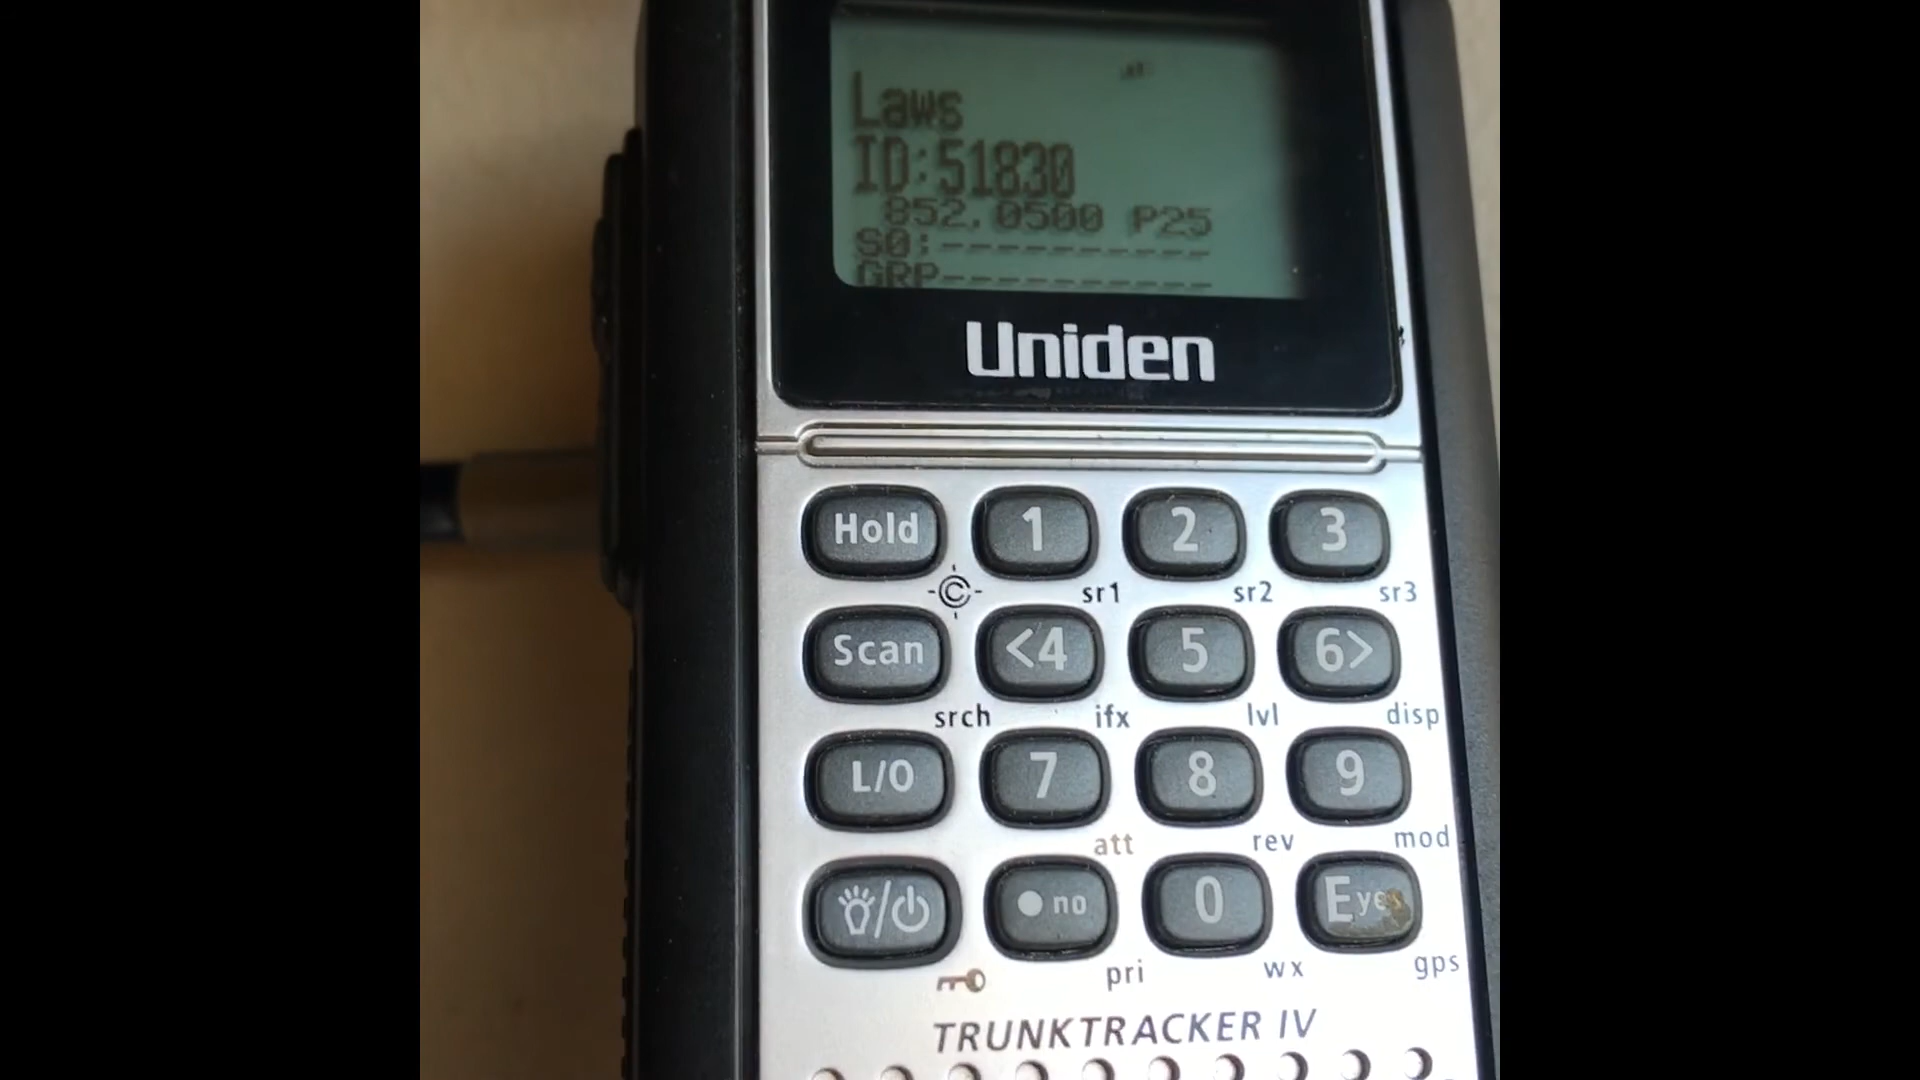 Laws
ID:51830
852.0500 P25
S0:----------
GRP----------
Uniden
Hold 1 2 3
sr1 sr2 sr3
Scan <4 5 6>
srch ifx lvl disp
L/O 7 8 9
att rev mod
/ no 0 E yes
pri wx gps
TRUNKTRACKER IV